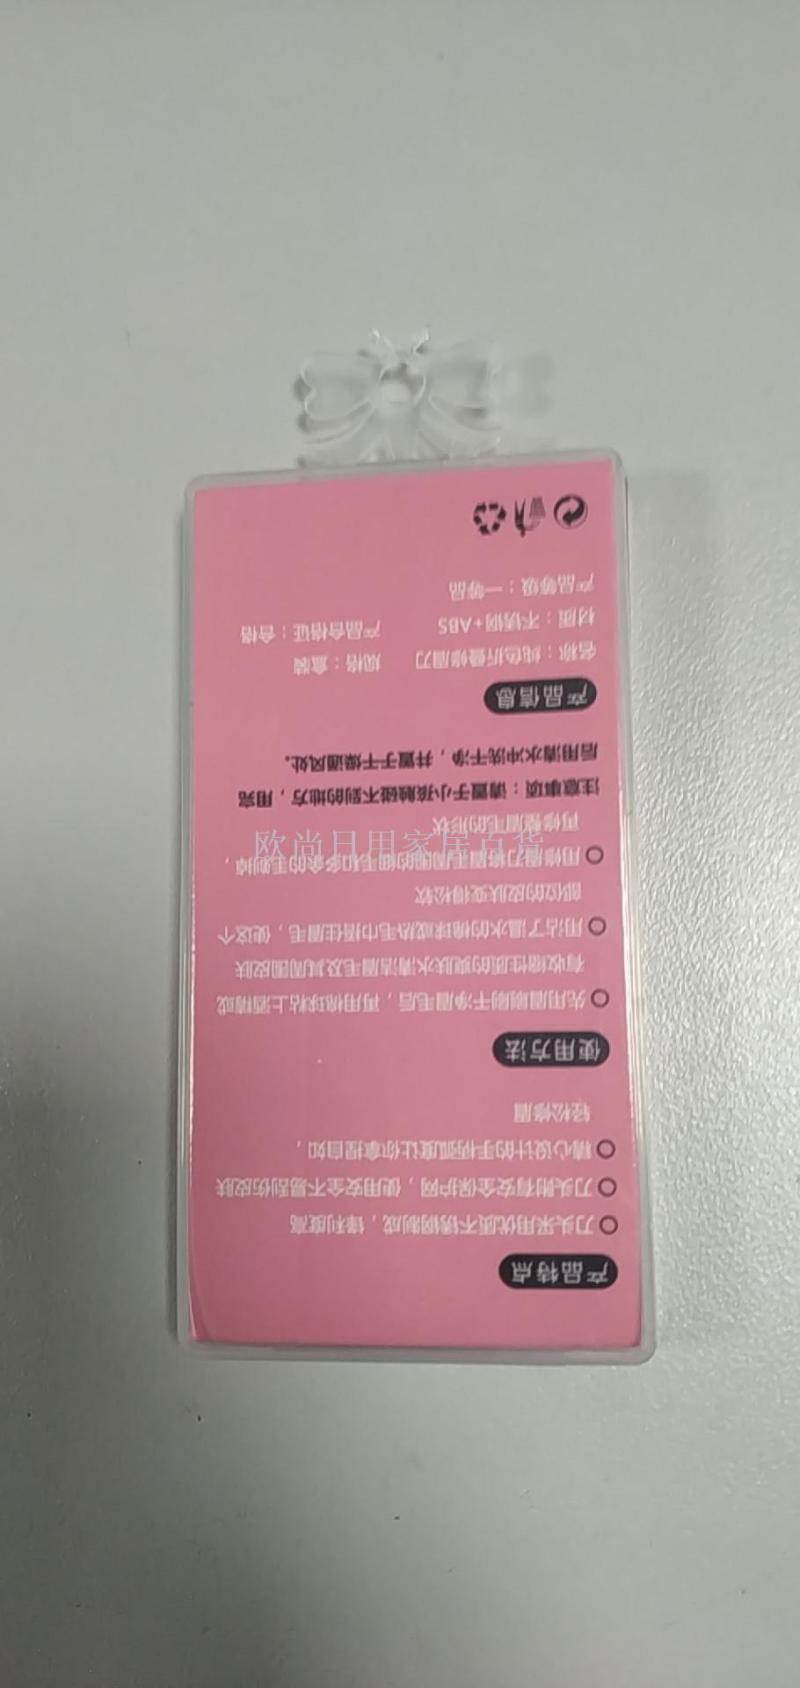 产品特点
刀头采用优质不锈钢制成，锋利度高
刀头附有安全保护网，使用安全不易刮伤皮肤
精心设计的手柄弧度让你拿捏自如，
轻松修眉
使用方法
先用眉刷刷干净眉毛后，再用棉球粘上酒精或
有收缩性质的爽肤水清洁眉毛及其周围皮肤
用沾了温水的棉球或热毛巾捂住眉毛，使这个
部位的皮肤变得松软
用修眉刀将眉毛周围的细毛和多余的眉毛剃掉，
再修整眉毛的形状
注意事项：请置于小孩触碰不到的地方，用完
后用清水冲洗干净，并置于干燥通风处。
产品信息
名称：纯色折叠修眉刀 规格：盒装
材质：不锈钢+ABS 产品合格证：合格
产品等级：一等品
欧尚日用家居百货